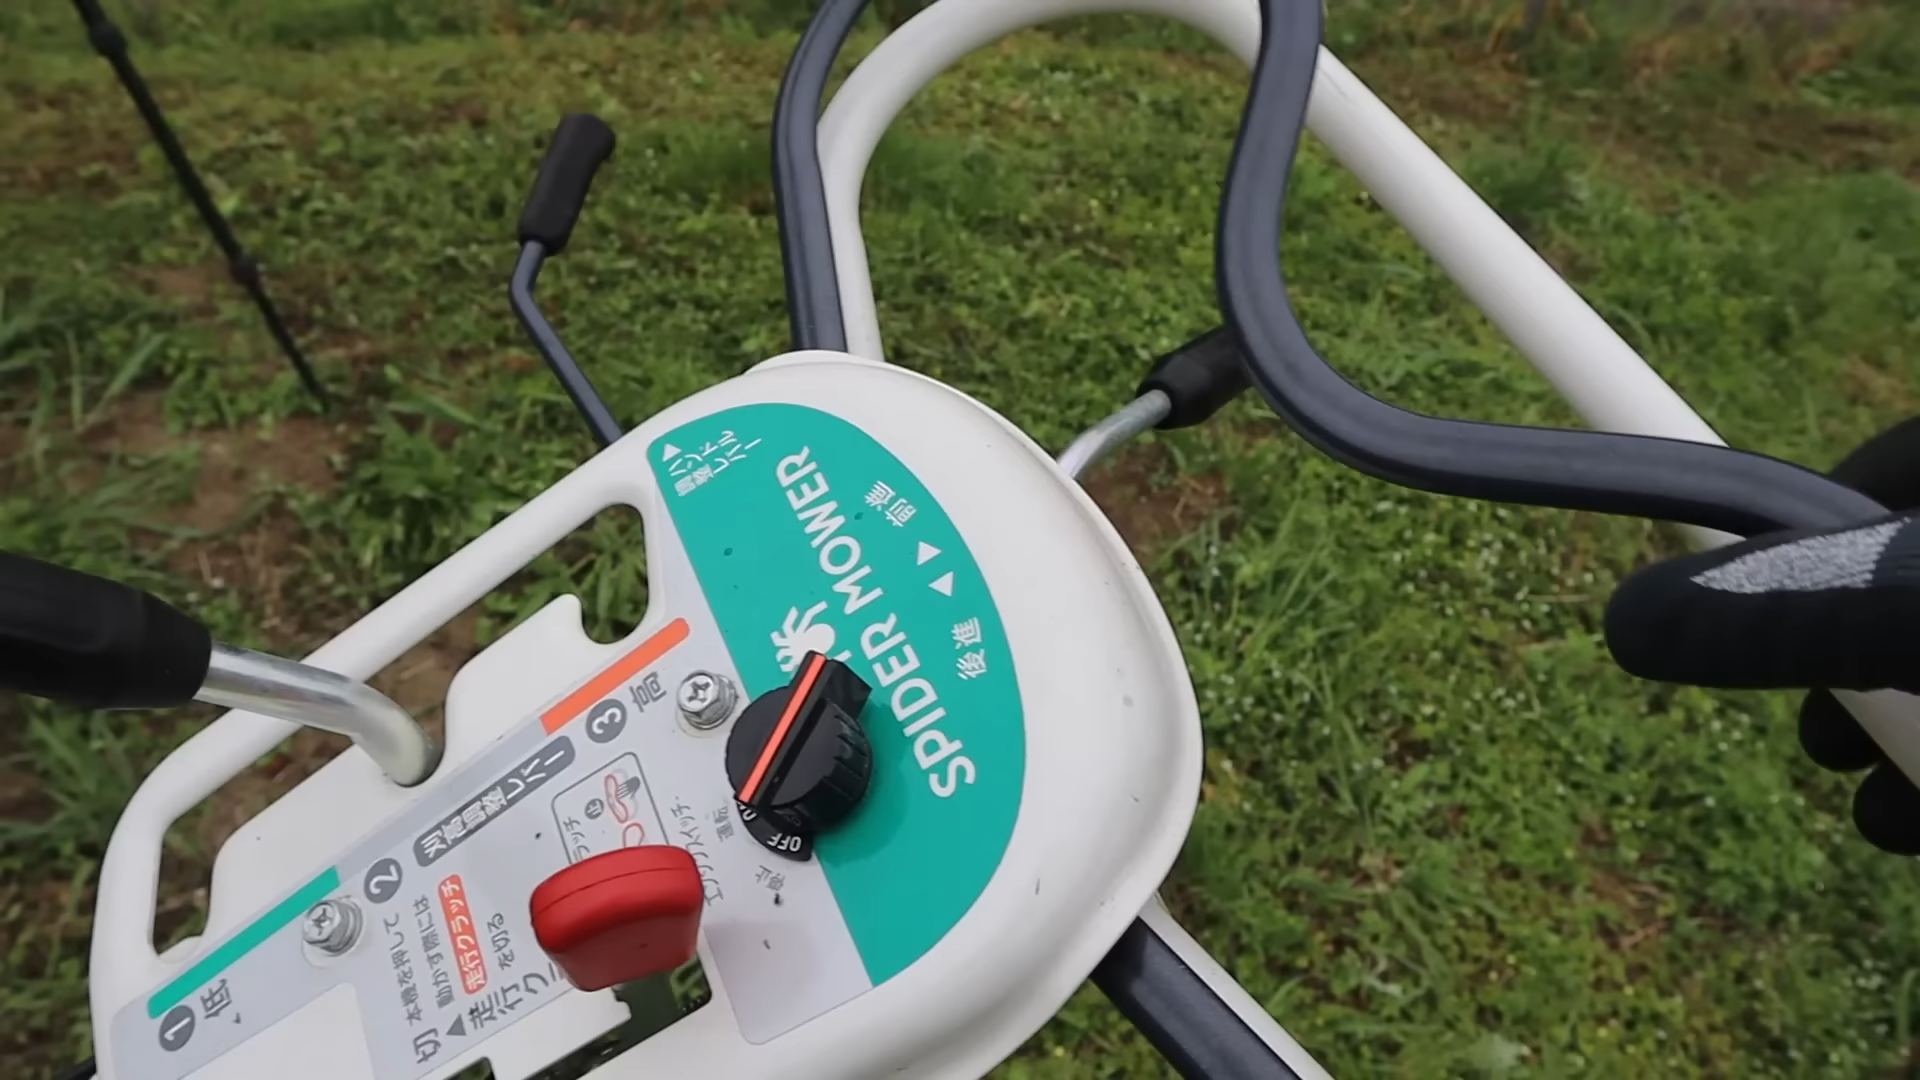 調整
ハンドル
レバー
SPIDER MOWER
前進
後進
高
3
刈高調整レバー
2
1
低
エンジンスイッチ
運転
停止
OFF
本機を押して
動かす際には
走行クラッチ
を切る
切
走行ク